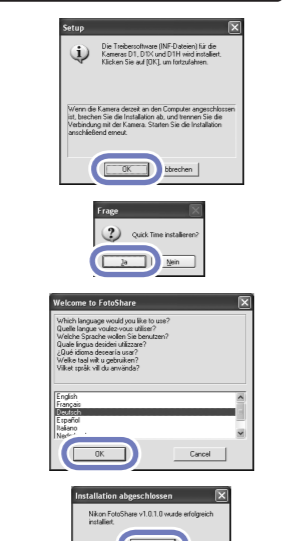 Setup
Die Treibersoftware (INF-Dateien) für die
Kameras D1, D1X und D1H wird installiert.
Klicken Sie auf [OK], um fortzufahren.
Wenn die Kamera derzeit an den Computer angeschlossen
ist, brechen Sie die Installation ab, und trennen Sie die
Verbindung mit der Kamera. Starten Sie die Installation
anschließend erneut.
OK bbrechen
Frage
Quick Time installieren?
Ja Nein
Welcome to FotoShare
Which language would you like to use?
Quelle langue voulez-vous utiliser?
Welche Sprache wollen Sie benutzen?
Quale lingua desideri utilizzare?
¿Qué idioma desearía usar?
Welke taal wilt u gebruiken?
Vilket språk vill du använda?
English
Français
Deutsch
Español
Italiano
OK Cancel
Installation abgeschlossen
Nikon FotoShare v1.0.1.0 wurde erfolgreich
installiert.